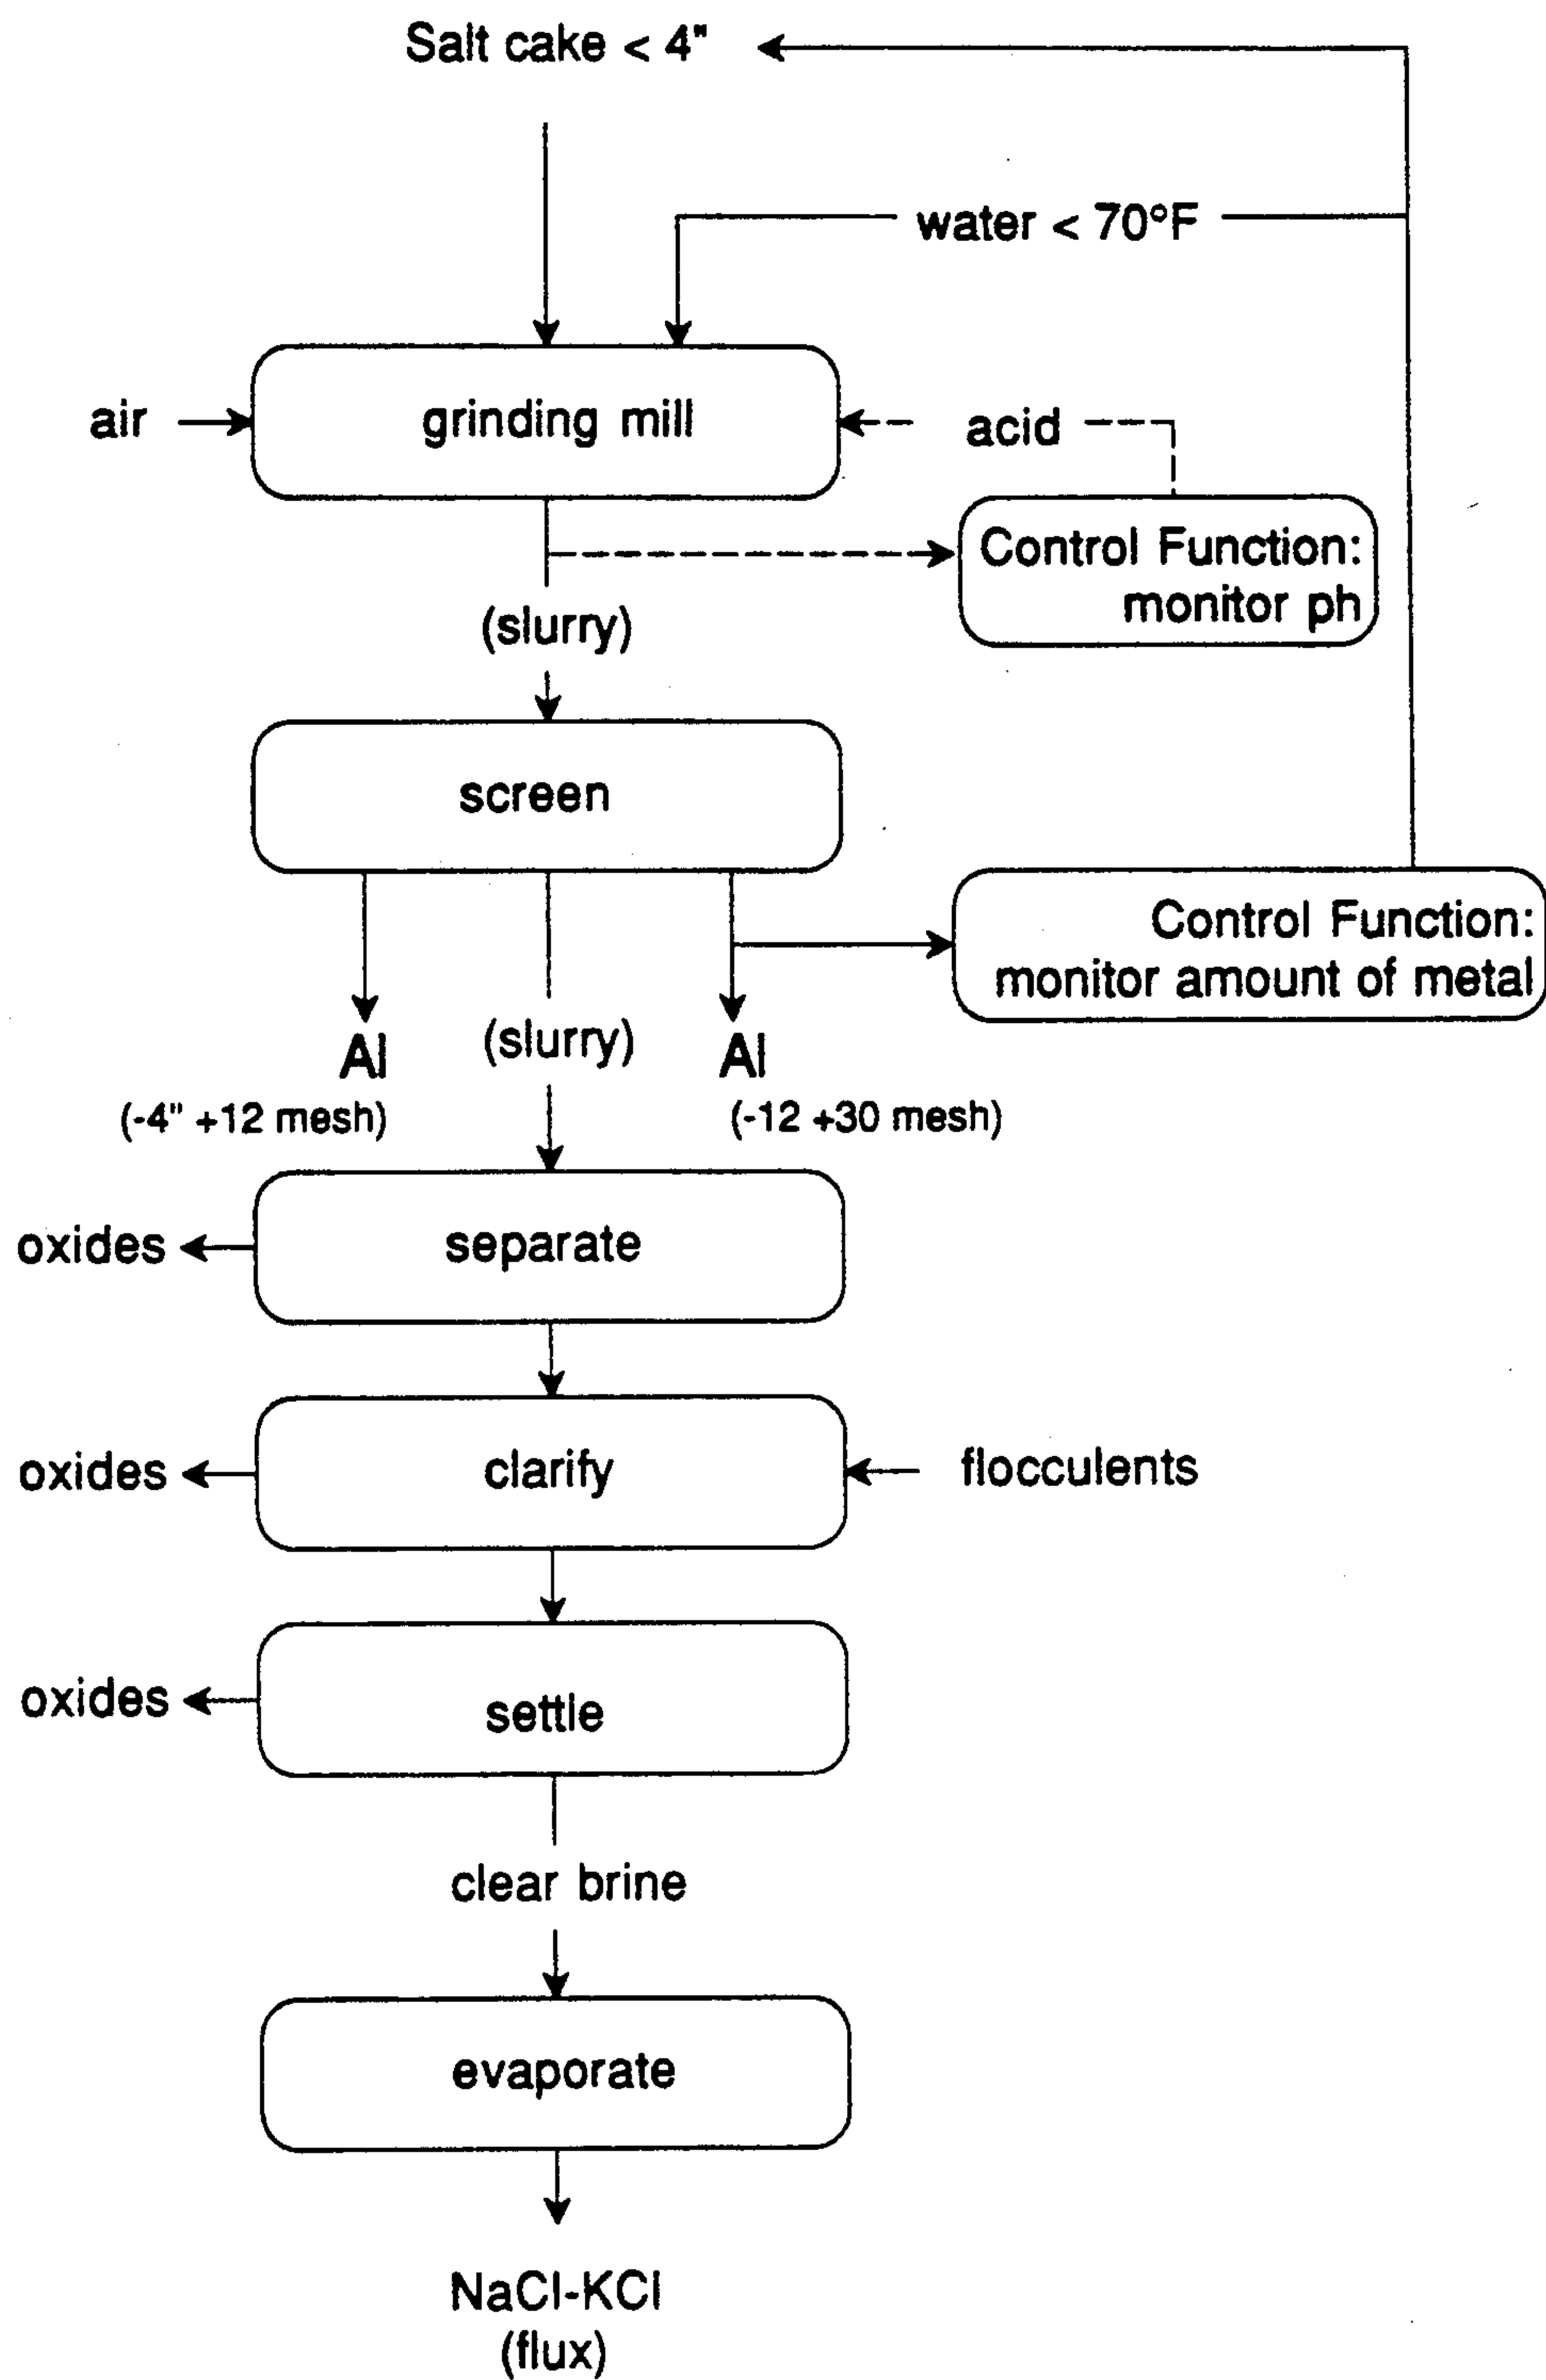 Salt cake < 4"
water < 70°F
air
grinding mill
acid
Control Function:
monitor ph
(slurry)
screen
Control Function:
monitor amount of metal
Al
(slurry)
Al
(-4" +12 mesh)
(-12 +30 mesh)
oxides
separate
oxides
clarify
flocculents
oxides
settle
clear brine
evaporate
NaCl-KCl
(flux)